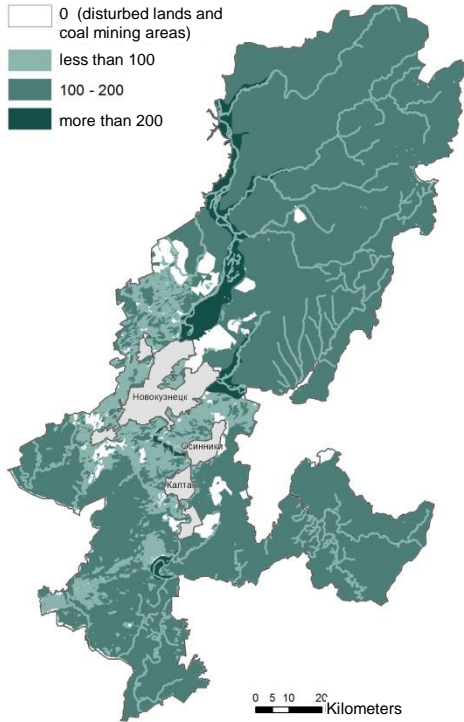 0 (disturbed lands and
coal mining areas)
less than 100
100 - 200
more than 200
Новокузнецк
Осинники
Калтан
0 5 10 20
Kilometers